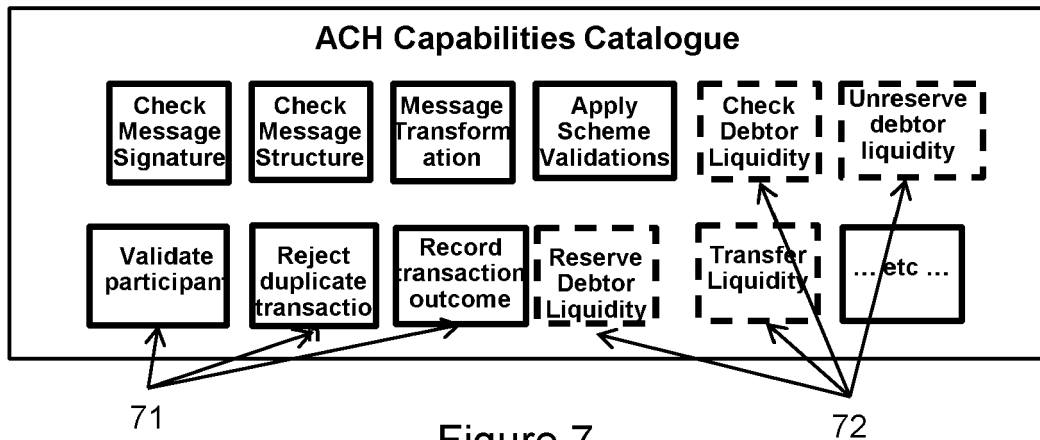 ACH Capabilities Catalogue
Check
Message
Signature
Check
Message
Structure
Message
Transform
ation
Apply
Scheme
Validations
Check
Debtor
Liquidity
Unreserve
debtor
liquidity
Validate
participant
Reject
duplicate
transactio
Record
transaction
outcome
Reserve
Debtor
Liquidity
Transfer
Liquidity
... etc ...
71
72
Figure 7